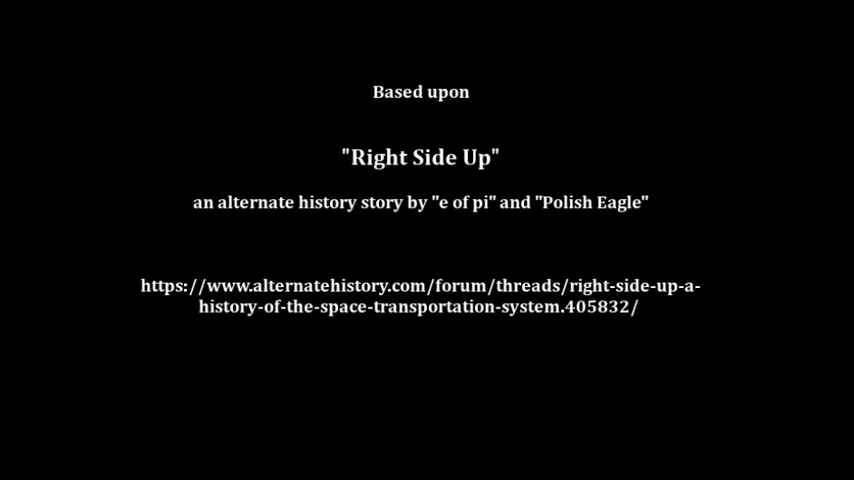 Based upon
"Right Side Up"
an alternate history story by "e of pi" and "Polish Eagle"
https://www.alternatehistory.com/forum/threads/right-side-up-a-
history-of-the-space-transportation-system.405832/